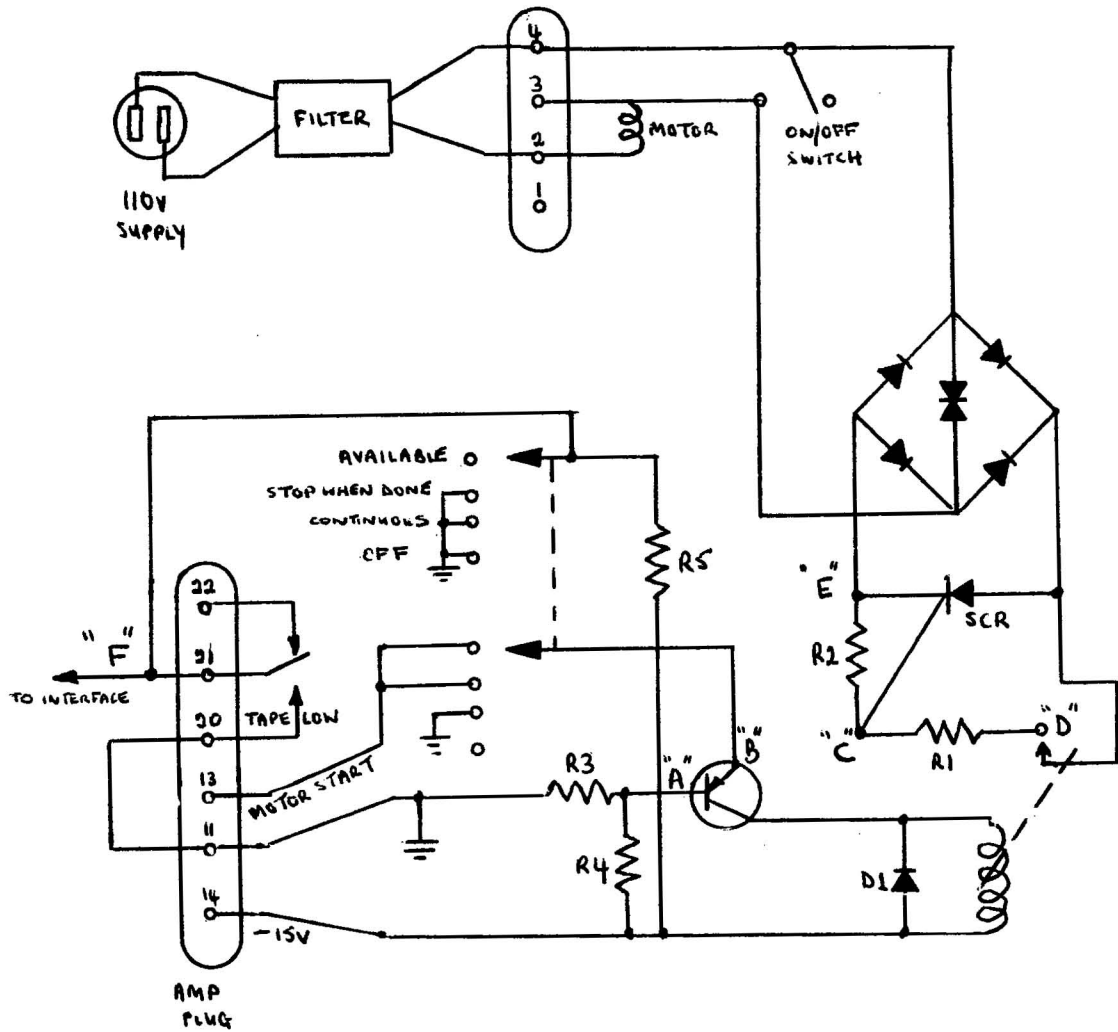 4
3
2
1
FILTER
MOTOR
ON/OFF
SWITCH
110V
SUPPLY
AVAILABLE
STOP WHEN DONE
CONTINUOUS
OFF
R5
"E"
SCR
R2
"C"
R1
"D"
22
"F"
21
TO INTERFACE
20
TAPE LOW
13
MOTOR START
11
14
-15V
R3
"A"
"B"
R4
D1
AMP
PLUG